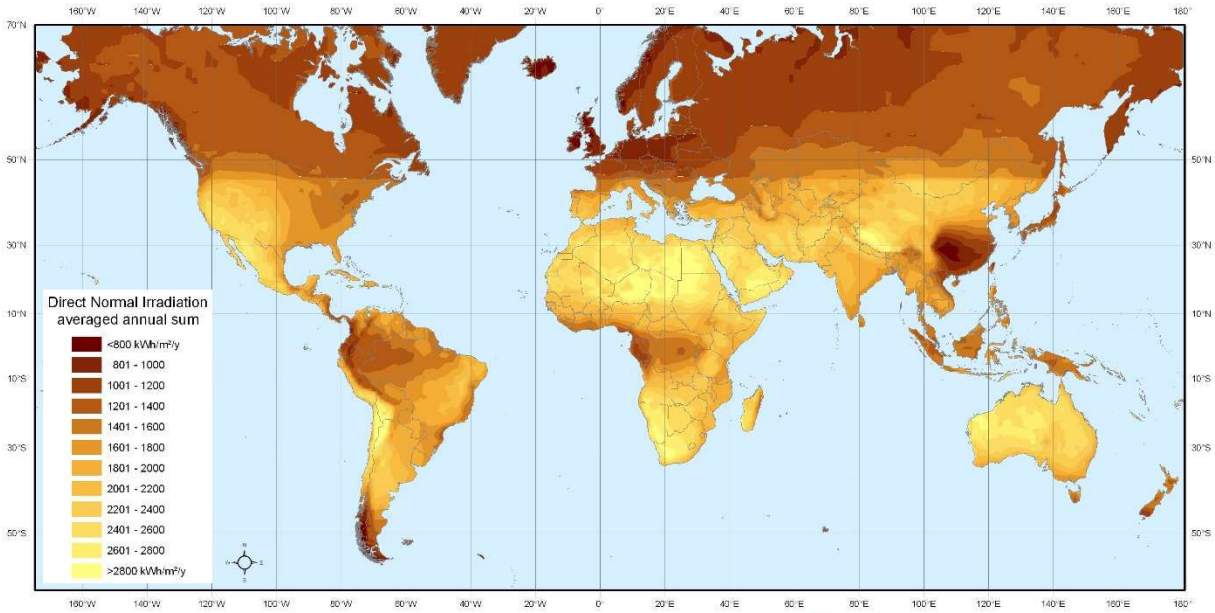 160°W 140°W 120°W 100°W 80°W 60°W 40°W 20°W 0° 20°E 40°E 60°E 80°E 100°E 120°E 140°E 160°E 180°
70°N
50°N 50°N
30°N 30°N
10°N 10°N
10°S 10°S
30°S 30°S
50°S 50°S
Direct Normal Irradiation
averaged annual sum
<800 kWh/m²/y
801 - 1000
1001 - 1200
1201 - 1400
1401 - 1600
1601 - 1800
1801 - 2000
2001 - 2200
2201 - 2400
2401 - 2600
2601 - 2800
>2800 kWh/m²/y
N
W E
S
160°W 140°W 120°W 100°W 80°W 60°W 40°W 20°W 0° 20°E 40°E 60°E 80°E 100°E 120°E 140°E 160°E 180°